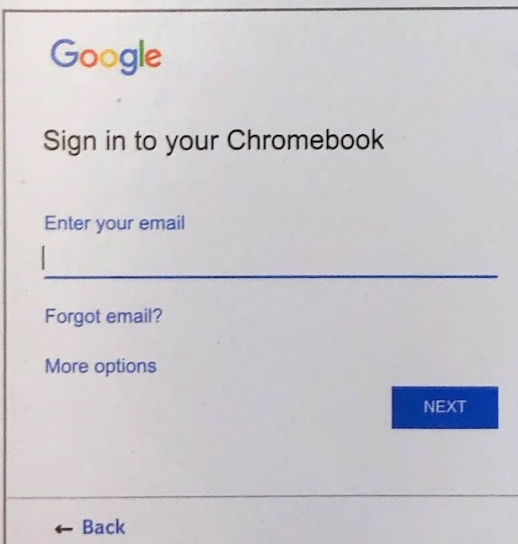 Google
Sign in to your Chromebook
Enter your email
Forgot email?
More options
NEXT
← Back